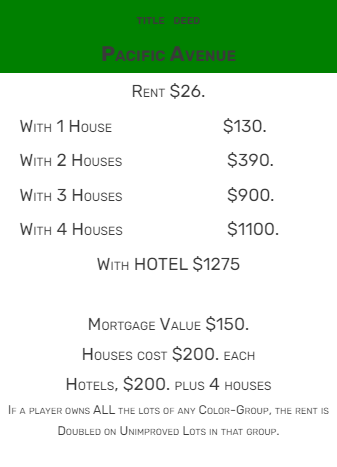 TITLE DEED
PACIFIC AVENUE
RENT $26.
WITH 1 HOUSE $130.
WITH 2 HOUSES $390.
WITH 3 HOUSES $900.
WITH 4 HOUSES $1100.
WITH HOTEL $1275
MORTGAGE VALUE $150.
HOUSES COST $200. EACH
HOTELS, $200. PLUS 4 HOUSES
IF A PLAYER OWNS ALL THE LOTS OF ANY COLOR-GROUP, THE RENT IS
DOUBLED ON UNIMPROVED LOTS IN THAT GROUP.